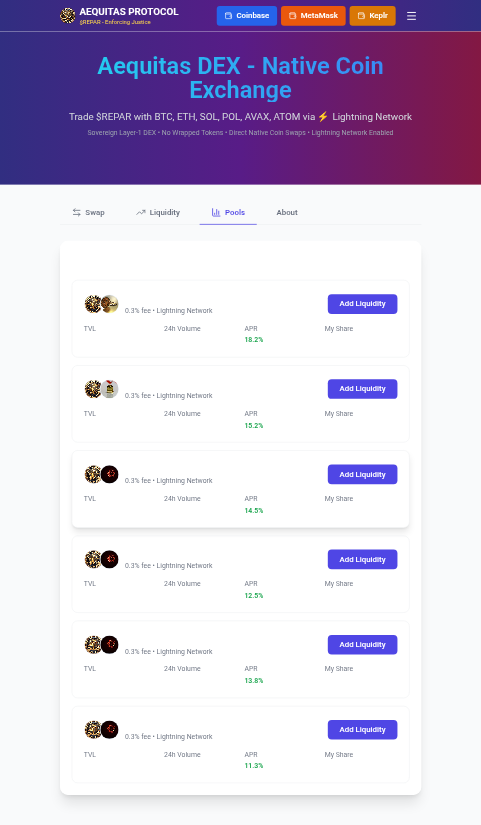 AEQUITAS PROTOCOL
$REPAR - Enforcing Justice
Coinbase
MetaMask
Keplr
Aequitas DEX - Native Coin
Exchange
Trade $REPAR with BTC, ETH, SOL, POL, AVAX, ATOM via ⚡ Lightning Network
Sovereign Layer-1 DEX • No Wrapped Tokens • Direct Native Coin Swaps • Lightning Network Enabled
Swap
Liquidity
Pools
About
0.3% fee • Lightning Network
Add Liquidity
TVL
24h Volume
APR
My Share
18.2%
0.3% fee • Lightning Network
Add Liquidity
TVL
24h Volume
APR
My Share
15.2%
0.3% fee • Lightning Network
Add Liquidity
TVL
24h Volume
APR
My Share
14.5%
0.3% fee • Lightning Network
Add Liquidity
TVL
24h Volume
APR
My Share
12.5%
0.3% fee • Lightning Network
Add Liquidity
TVL
24h Volume
APR
My Share
13.8%
0.3% fee • Lightning Network
Add Liquidity
TVL
24h Volume
APR
My Share
11.3%